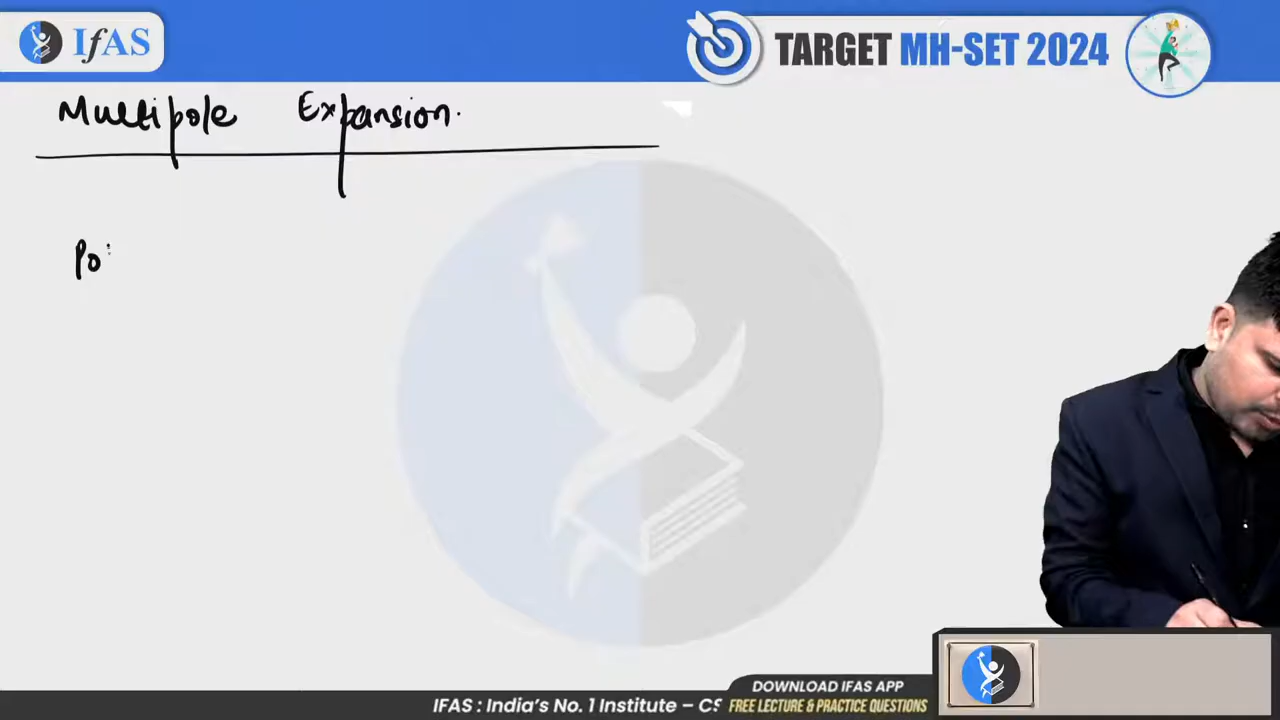 IFAS
TARGET MH-SET 2024
Multipole Expansion.
Po
DOWNLOAD IFAS APP
IFAS : India's No. 1 Institute – CS
FREE LECTURE & PRACTICE QUESTIONS